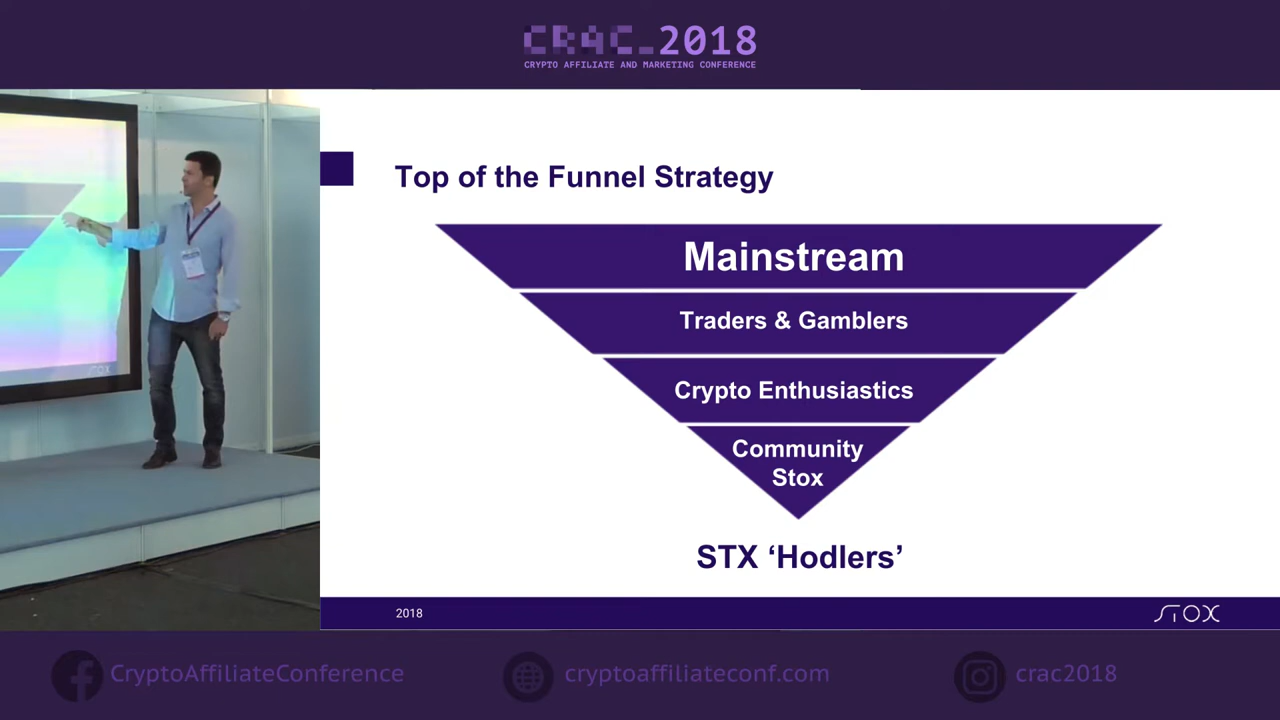 CRAC_2018
CRYPTO AFFILIATE AND MARKETING CONFERENCE
Top of the Funnel Strategy
Mainstream
Traders & Gamblers
Crypto Enthusiastics
Community
Stox
STX ‘Hodlers’
2018
STOX
STOX
CryptoAffiliateConference
cryptoaffiliateconf.com
crac2018